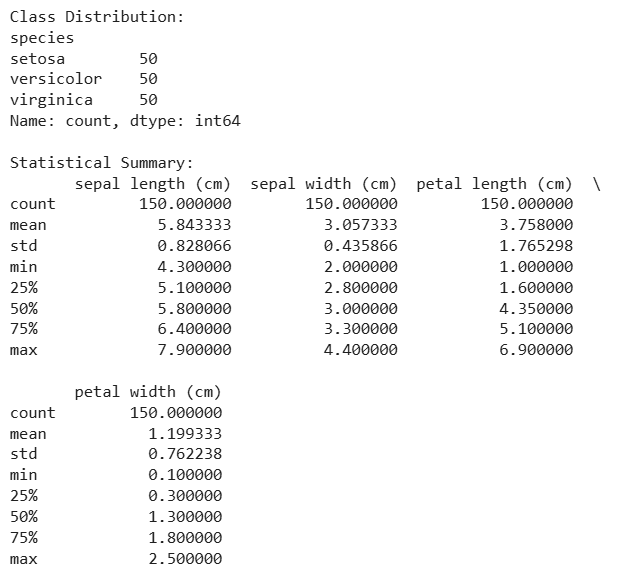 Class Distribution:
species
setosa        50
versicolor    50
virginica     50
Name: count, dtype: int64

Statistical Summary:
       sepal length (cm)  sepal width (cm)  petal length (cm)  \
count         150.000000        150.000000         150.000000
mean            5.843333          3.057333           3.758000
std             0.828066          0.435866           1.765298
min             4.300000          2.000000           1.000000
25%             5.100000          2.800000           1.600000
50%             5.800000          3.000000           4.350000
75%             6.400000          3.300000           5.100000
max             7.900000          4.400000           6.900000

       petal width (cm)
count        150.000000
mean           1.199333
std            0.762238
min            0.100000
25%            0.300000
50%            1.300000
75%            1.800000
max            2.500000